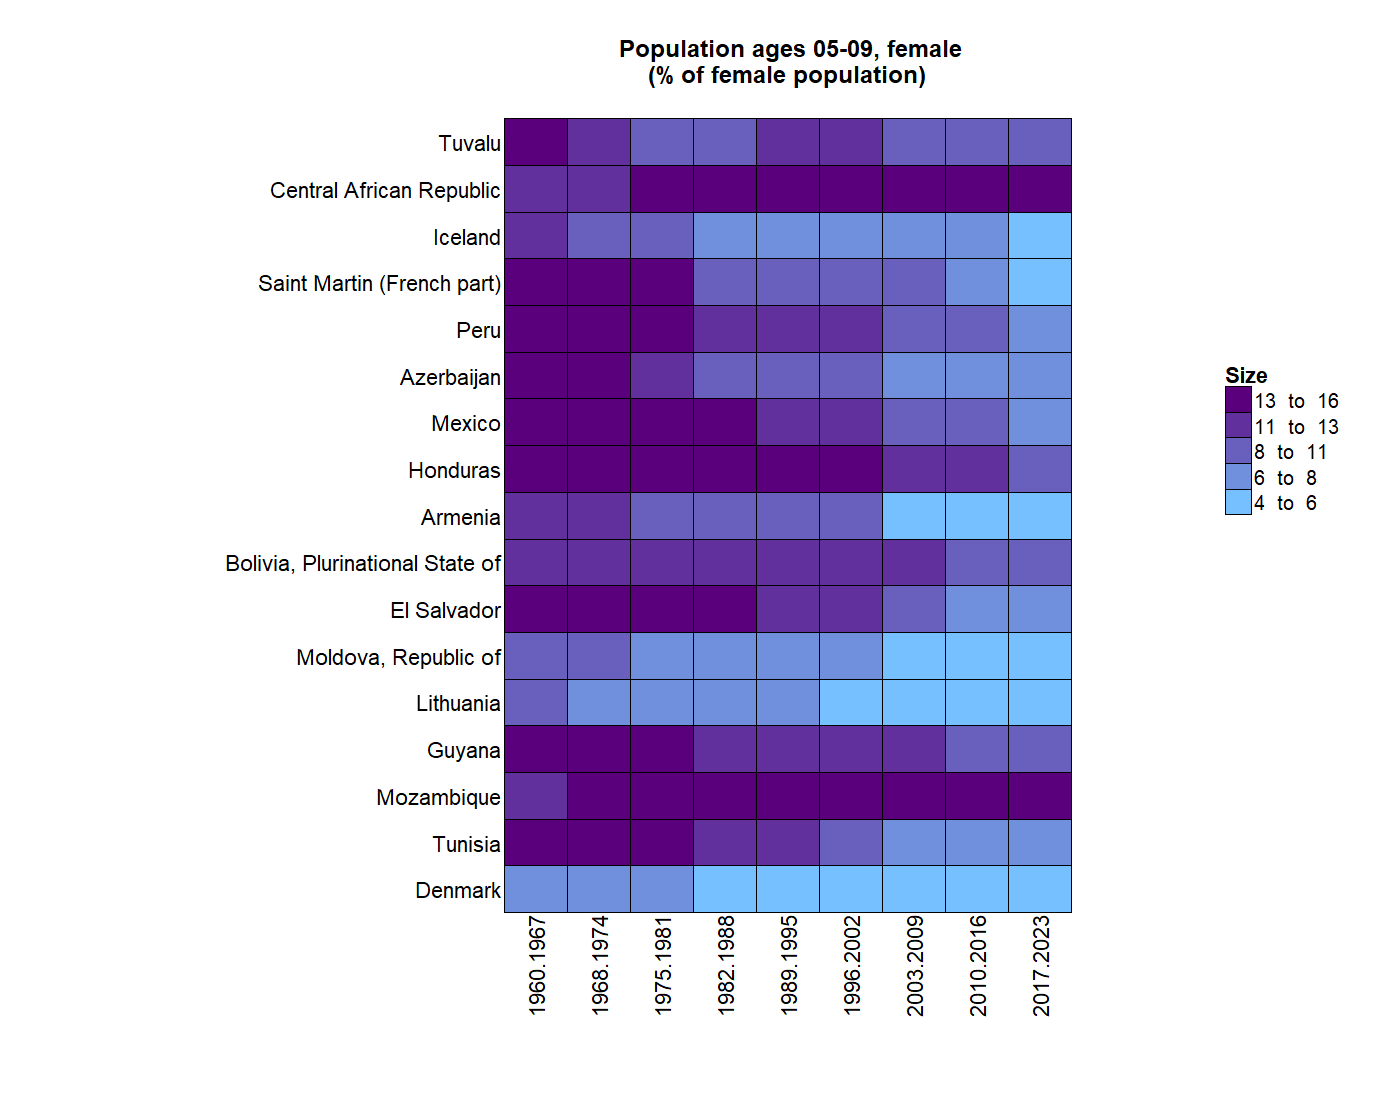 Population ages 05-09, female
(% of female population)
Tuvalu
Central African Republic
Iceland
Saint Martin (French part)
Peru
Azerbaijan
Mexico
Honduras
Armenia
Bolivia, Plurinational State of
El Salvador
Moldova, Republic of
Lithuania
Guyana
Mozambique
Tunisia
Denmark
1960.1967
1968.1974
1975.1981
1982.1988
1989.1995
1996.2002
2003.2009
2010.2016
2017.2023
Size
13 to 16
11 to 13
8 to 11
6 to 8
4 to 6